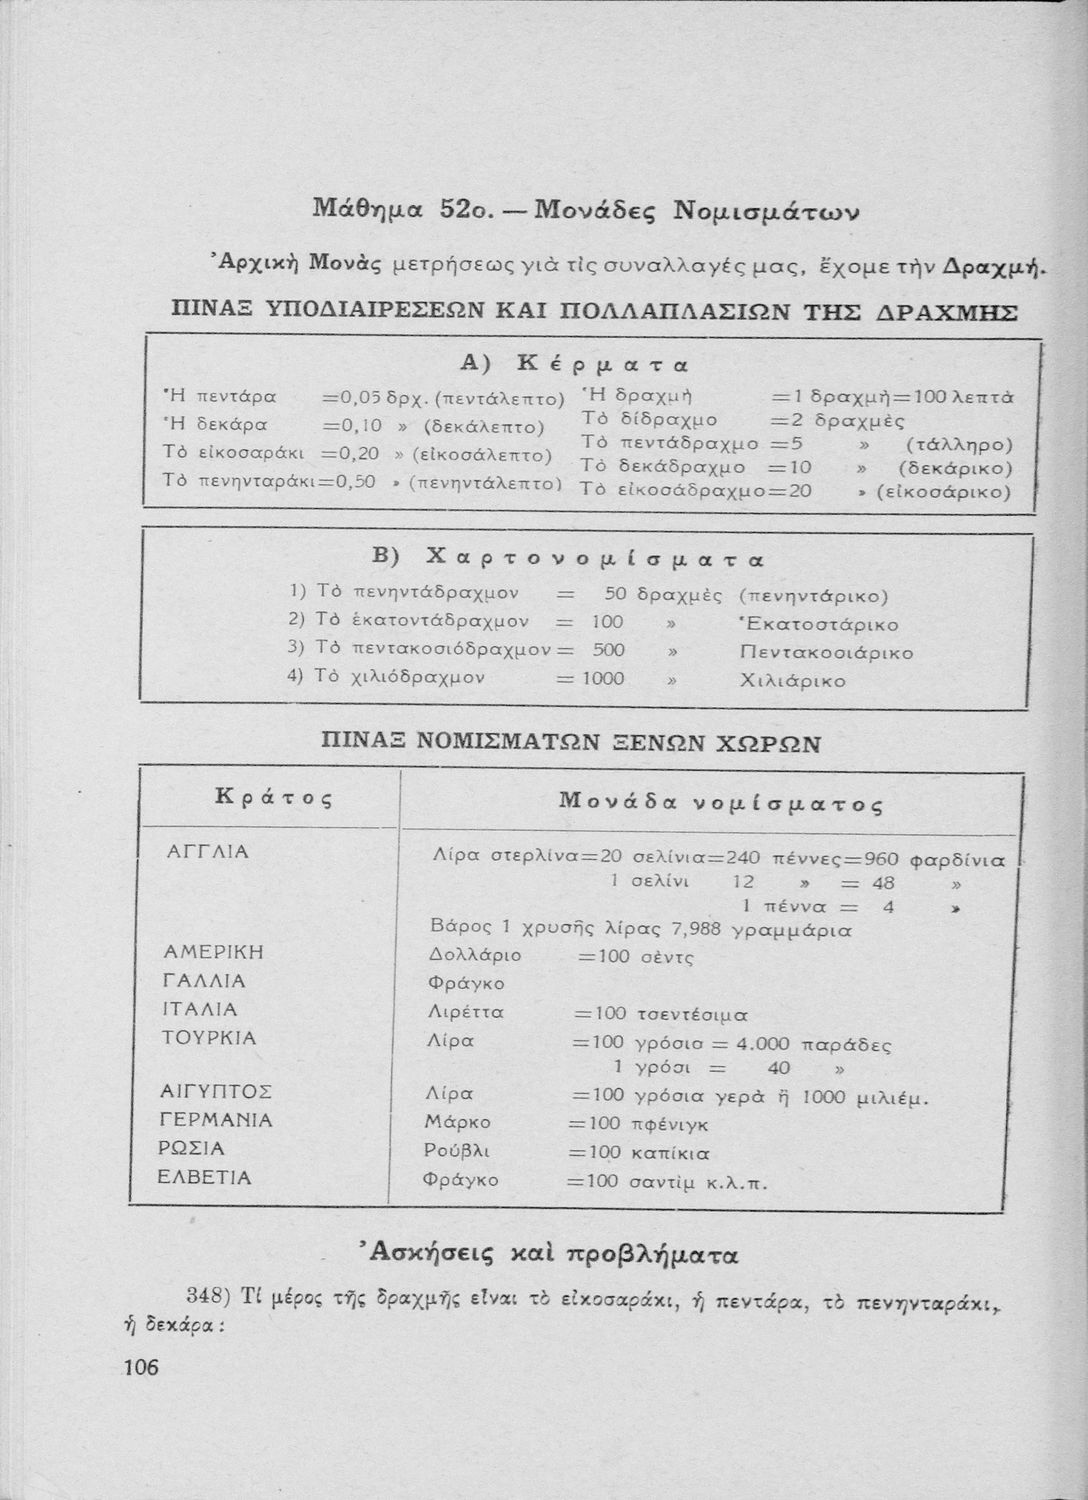 Μάθημα 52ο. — Μονάδες Νομισμάτων
Ἀρχικὴ Μονὰς μετρήσεως γιὰ τὶς συναλλαγές μας, ἔχομε τὴν Δραχμή.
ΠΙΝΑΞ ΥΠΟΔΙΑΙΡΕΣΕΩΝ ΚΑΙ ΠΟΛΛΑΠΛΑΣΙΩΝ ΤΗΣ ΔΡΑΧΜΗΣ
Α) Κέρματα
Ἡ πεντάρα =0,05 δρχ. (πεντάλεπτο)
Ἡ δεκάρα =0,10 » (δεκάλεπτο)
Τὸ εἰκοσαράκι =0,20 » (εἰκοσάλεπτο)
Τὸ πενηνταράκι=0,50 » (πενηντάλεπτο)
Ἡ δραχμὴ =1 δραχμὴ=100 λεπτὰ
Τὸ δίδραχμο =2 δραχμὲς
Τὸ πεντάδραχμο =5 » (τάλληρο)
Τὸ δεκάδραχμο =10 » (δεκάρικο)
Τὸ εἰκοσάδραχμο=20 » (εἰκοσάρικο)
Β) Χαρτονομίσματα
1) Τὸ πενηντάδραχμον = 50 δραχμὲς (πενηντάρικο)
2) Τὸ ἑκατοντάδραχμον = 100 » Ἑκατοστάρικο
3) Τὸ πεντακοσιόδραχμον = 500 » Πεντακοσιάρικο
4) Τὸ χιλιόδραχμον = 1000 » Χιλιάρικο
ΠΙΝΑΞ ΝΟΜΙΣΜΑΤΩΝ ΞΕΝΩΝ ΧΩΡΩΝ
Κράτος Μονάδα νομίσματος
ΑΓΓΛΙΑ Λίρα στερλίνα=20 σελίνια=240 πέννες=960 φαρδίνια
1 σελίνι 12 » = 48 »
1 πέννα = 4 »
Βάρος 1 χρυσῆς λίρας 7,988 γραμμάρια
ΑΜΕΡΙΚΗ Δολλάριο =100 σὲντς
ΓΑΛΛΙΑ Φράγκο
ΙΤΑΛΙΑ Λιρέττα =100 τσεντέσιμα
ΤΟΥΡΚΙΑ Λίρα =100 γρόσια = 4.000 παράδες
1 γρόσι = 40 »
ΑΙΓΥΠΤΟΣ Λίρα =100 γρόσια γερὰ ἢ 1000 μιλιέμ.
ΓΕΡΜΑΝΙΑ Μάρκο =100 πφένιγκ
ΡΩΣΙΑ Ρούβλι =100 καπίκια
ΕΛΒΕΤΙΑ Φράγκο =100 σαντὶμ κ.λ.π.
Ἀσκήσεις καὶ προβλήματα
348) Τί μέρος τῆς δραχμῆς εἶναι τὸ εἰκοσαράκι, ἡ πεντάρα, τὸ πενηνταράκι,
ἡ δεκάρα :
106